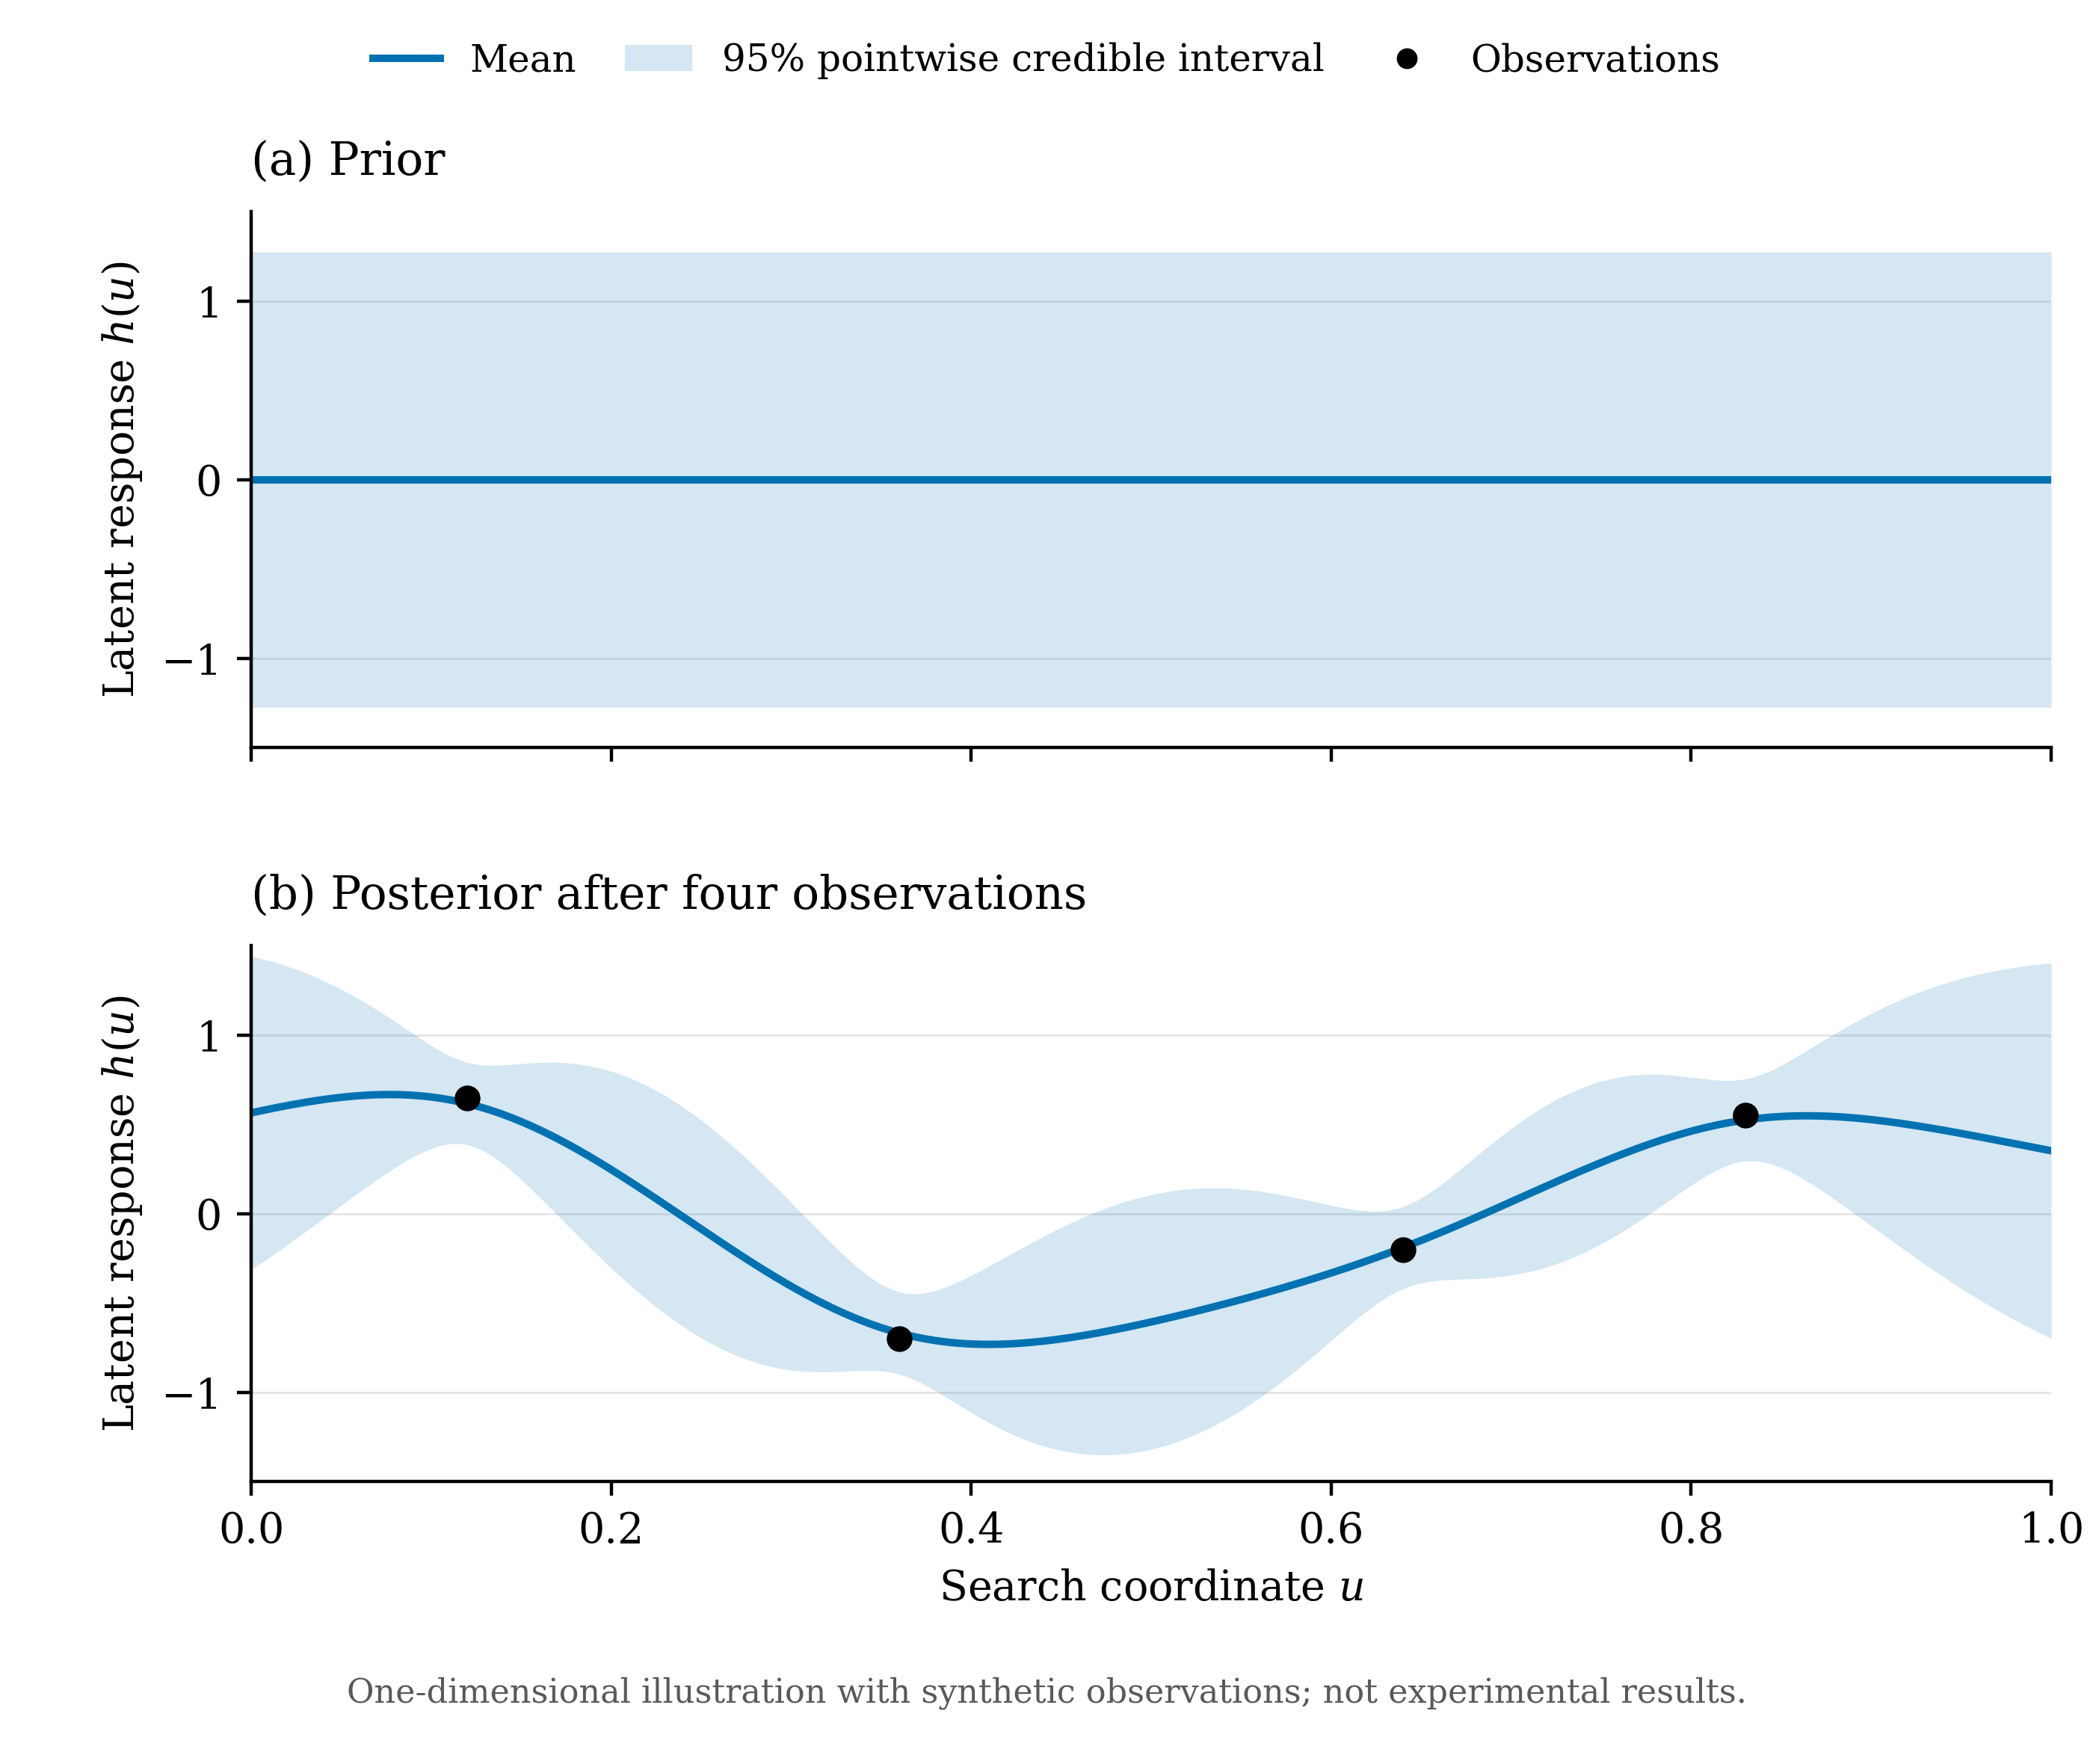 Mean 95% pointwise credible interval Observations
(a) Prior
Latent response h(u)
1
0
−1
(b) Posterior after four observations
Latent response h(u)
1
0
−1
0.0 0.2 0.4 0.6 0.8 1.0
Search coordinate u
One-dimensional illustration with synthetic observations; not experimental results.